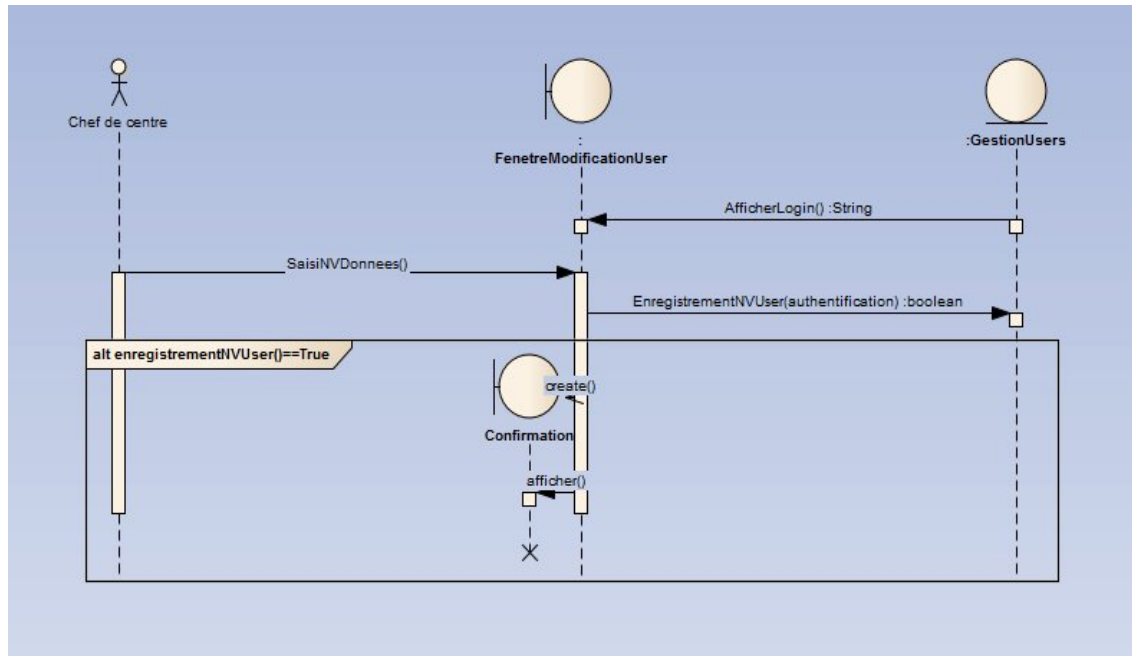 Chef de centre
:
FenetreModificationUser
:GestionUsers
AfficherLogin() :String
SaisiNVDonnees()
EnregistrementNVUser(authentification) :boolean
alt enregistrementNVUser()==True
create()
Confirmation
afficher()